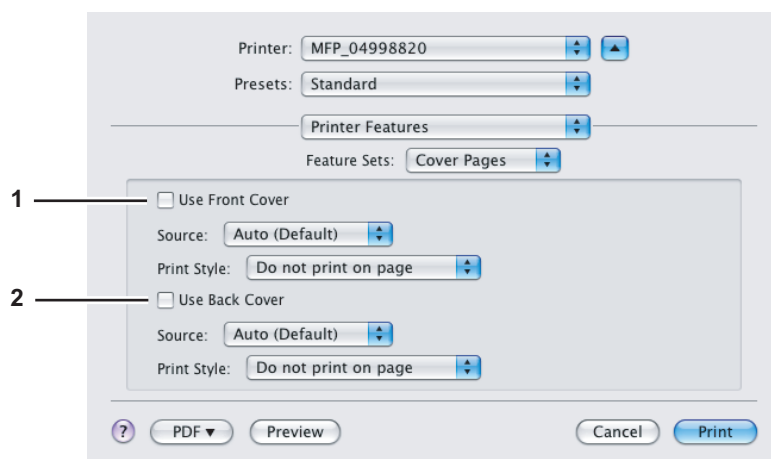 Printer: MFP_04998820
Presets: Standard
Printer Features
Feature Sets: Cover Pages
1 Use Front Cover
Source: Auto (Default)
Print Style: Do not print on page
2 Use Back Cover
Source: Auto (Default)
Print Style: Do not print on page
? PDF ▼ Preview Cancel Print